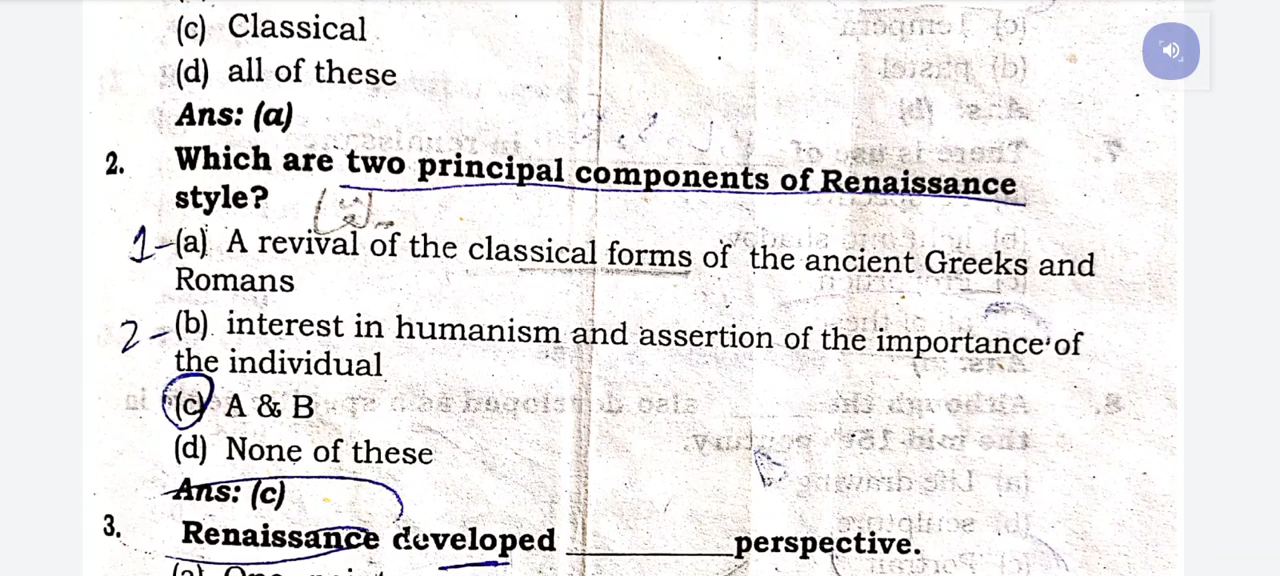 (c) Classical
(d) all of these
Ans: (a)
2. Which are two principal components of Renaissance
style?
1-(a) A revival of the classical forms of the ancient Greeks and
Romans
2-(b) interest in humanism and assertion of the importance of
the individual
(c) A & B
(d) None of these
Ans: (c)
3. Renaissance developed __________ perspective.